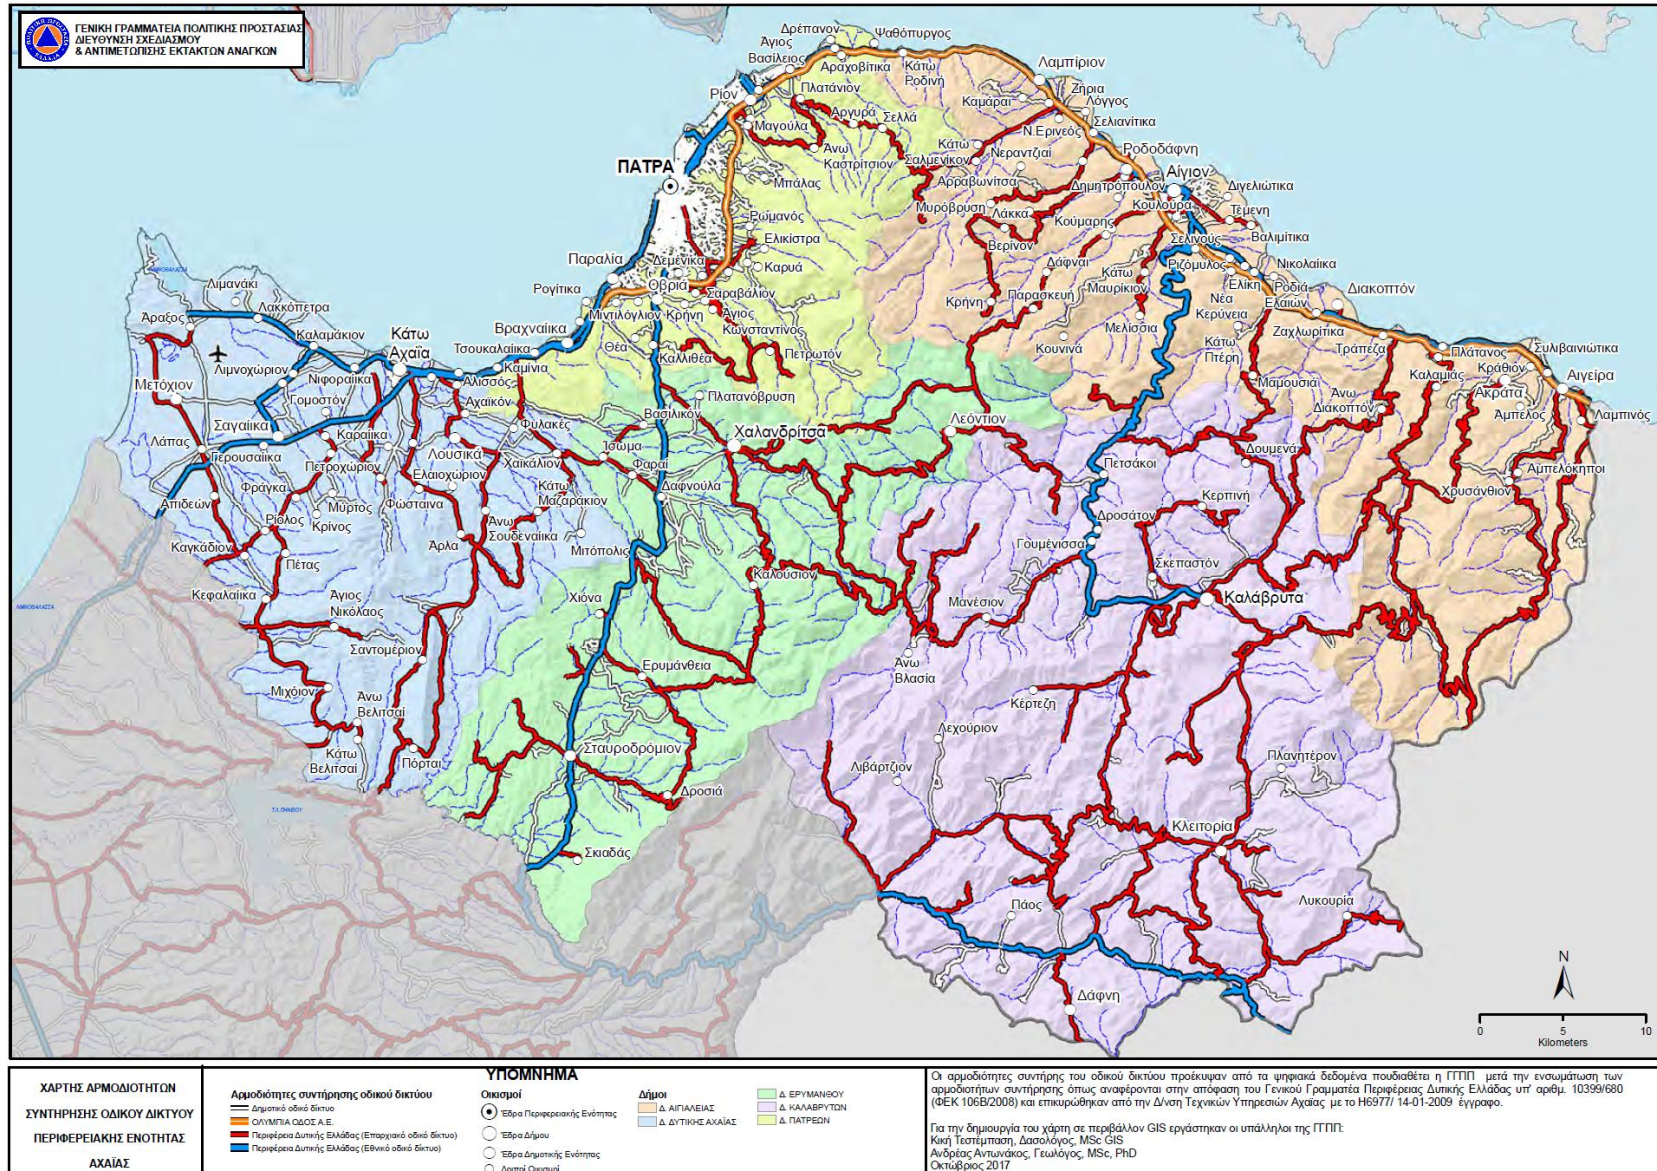 ΓΕΝΙΚΗ ΓΡΑΜΜΑΤΕΙΑ ΠΟΛΙΤΙΚΗΣ ΠΡΟΣΤΑΣΙΑΣ
ΔΙΕΥΘΥΝΣΗ ΣΧΕΔΙΑΣΜΟΥ
& ΑΝΤΙΜΕΤΩΠΙΣΗΣ ΕΚΤΑΚΤΩΝ ΑΝΑΓΚΩΝ
Δρέπανον
Ψαθόπυργος
Άγιος
Βασίλειος
Αραχοβίτικα
Κάτω
Ροδινή
Λαμπίριον
Ζήρια
Ρίον
Πλατάνιον
Καμάραι
Λόγγος
Αργυρά
Σελλά
Ν.Ερινεός
Σελιανίτικα
Μαγούλα
Άνω
Καστρίτσιον
Κάτω
Σαλμενίκον
Νεραντζιαί
Ροδοδάφνη
ΠΑΤΡΑ
Μπάλας
Αρραβωνίτσα
Δημητρόπουλον
Αίγιον
Διγελιώτικα
Μυρόβρυση
Λάκκα
Κούμαρης
Κουλούρα
Τέμενη
Ρωμανός
Ελικίστρα
Βερίνον
Σελινούς
Βαλιμίτικα
Παραλία
Δεμένικα
Καρυά
Δάφναι
Κάτω
Μαυρίκιον
Ριζόμυλος
Νικολαίικα
Λιμανάκι
Ρογίτικα
Οβριά
Σαραβάλιον
Ελίκη
Ροδιά
Λακκόπετρα
Μιντιλόγλιον
Κρήνη
Άγιος
Κωνσταντίνος
Κρήνη
Παρασκευή
Νέα
Κερύνεια
Ελαιών
Διακοπτόν
Άραξος
Καλαμάκιον
Κάτω
Αχαΐα
Βραχναίικα
Μελίσσια
Ζαχλωρίτικα
Τσουκαλαίικα
Θέα
Καλλιθέα
Πετρωτόν
Κουνινά
Κάτω
Πτέρη
Τράπεζα
Πλάτανος
Συλιβαινιώτικα
Λιμνοχώριον
Νιφοραίικα
Καμίνια
Κράθιον
Αιγείρα
Μετόχιον
Αλισσός
Μαμουσιά
Καλαμιάς
Ακράτα
Γομοστόν
Αχαϊκόν
Πλατανόβρυση
Άνω
Διακοπτόν
Άμπελος
Λαμπινός
Σαγαίικα
Βασιλικόν
Λεόντιον
Λάπας
Καραίικα
Φυλακές
Χαλανδρίτσα
Γερουσαίικα
Λουσικά
Ίσωμα
Δουμενά
Πετροχώριον
Χαϊκάλιον
Φαραί
Πετσάκοι
Αμπελόκηποι
Φράγκα
Ελαιοχώριον
Κάτω
Μαζαράκιον
Δαφνούλα
Κερπινή
Χρυσάνθιον
Απιδεών
Μύρτος
Φώσταινα
Ρίολος
Κρίνος
Άνω
Σουδεναίικα
Δροσάτον
Καγκάδιον
Άρλα
Μιτόπολις
Γουμένισσα
Πέτας
Σκεπαστόν
Καλούσιον
Κεφαλαίικα
Άγιος
Νικόλαος
Χιόνα
Μανέσιον
Καλάβρυτα
Σαντομέριον
Ερυμάνθεια
Άνω
Βλασία
Μιχόιον
Άνω
Βελιτσαί
Κέρτεζη
Κάτω
Βελιτσαί
Πόρται
Σταυροδρόμιον
Λεχούριον
Λιβάρτζιον
Πλανητέρον
Δροσιά
Κλειτορία
Σκιαδάς
Πάος
Λυκουρία
Δάφνη
N
0 5 10
Kilometers
ΧΑΡΤΗΣ ΑΡΜΟΔΙΟΤΗΤΩΝ
ΣΥΝΤΗΡΗΣΗΣ ΟΔΙΚΟΥ ΔΙΚΤΥΟΥ
ΠΕΡΙΦΕΡΕΙΑΚΗΣ ΕΝΟΤΗΤΑΣ
ΑΧΑΪΑΣ
ΥΠΟΜΝΗΜΑ
Αρμοδιότητες συντήρησης οδικού δικτύου
Δημοτικό οδικό δίκτυο
ΟΛΥΜΠΙΑ ΟΔΟΣ Α.Ε.
Περιφέρεια Δυτικής Ελλάδας (Επαρχιακό οδικό δίκτυο)
Περιφέρεια Δυτικής Ελλάδας (Εθνικό οδικό δίκτυο)
Οικισμοί
Έδρα Περιφερειακής Ενότητας
Έδρα Δήμου
Έδρα Δημοτικής Ενότητας
Λοιποί Οικισμοί
Δήμοι
Δ. ΑΙΓΙΑΛΕΙΑΣ
Δ. ΔΥΤΙΚΗΣ ΑΧΑΪΑΣ
Δ. ΕΡΥΜΑΝΘΟΥ
Δ. ΚΑΛΑΒΡΥΤΩΝ
Δ. ΠΑΤΡΕΩΝ
Οι αρμοδιότητες συντήρης του οδικού δικτύου προέκυψαν από τα ψηφιακά δεδομένα πουδιαθέτει η ΓΓΠΠ μετά την ενσωμάτωση των
αρμοδιοτήτων συντήρησης όπως αναφέρονται στην απόφαση του Γενικού Γραμματέα Περιφέρειας Δυτικής Ελλάδας υπ' αριθμ. 10399/680
(ΦΕΚ 106Β/2008) και επικυρώθηκαν από την Δ/νση Τεχνικών Υπηρεσιών Αχαΐας με το Η6977/ 14-01-2009 έγγραφο.
Για την δημιουργία του χάρτη σε περιβάλλον GIS εργάστηκαν οι υπάλληλοι της ΓΓΠΠ:
Κική Τεστέμπαση, Δασολόγος, MSc GIS
Ανδρέας Αντωνάκος, Γεωλόγος, MSc, PhD
Οκτώβριος 2017